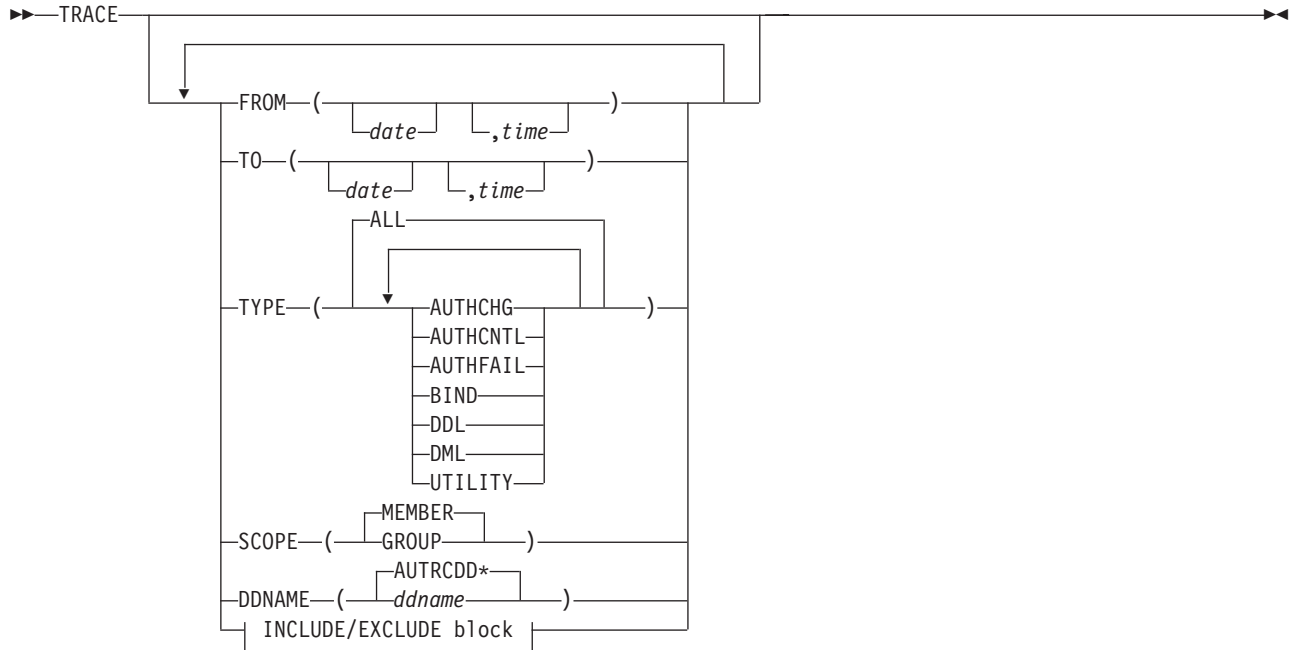 TRACE
FROM ( date ,time )
TO ( date ,time )
ALL
TYPE ( AUTHCHG )
AUTHCNTL
AUTHFAIL
BIND
DDL
DML
UTILITY
MEMBER
SCOPE ( GROUP )
AUTRCDD*
DDNAME ( ddname )
INCLUDE/EXCLUDE block